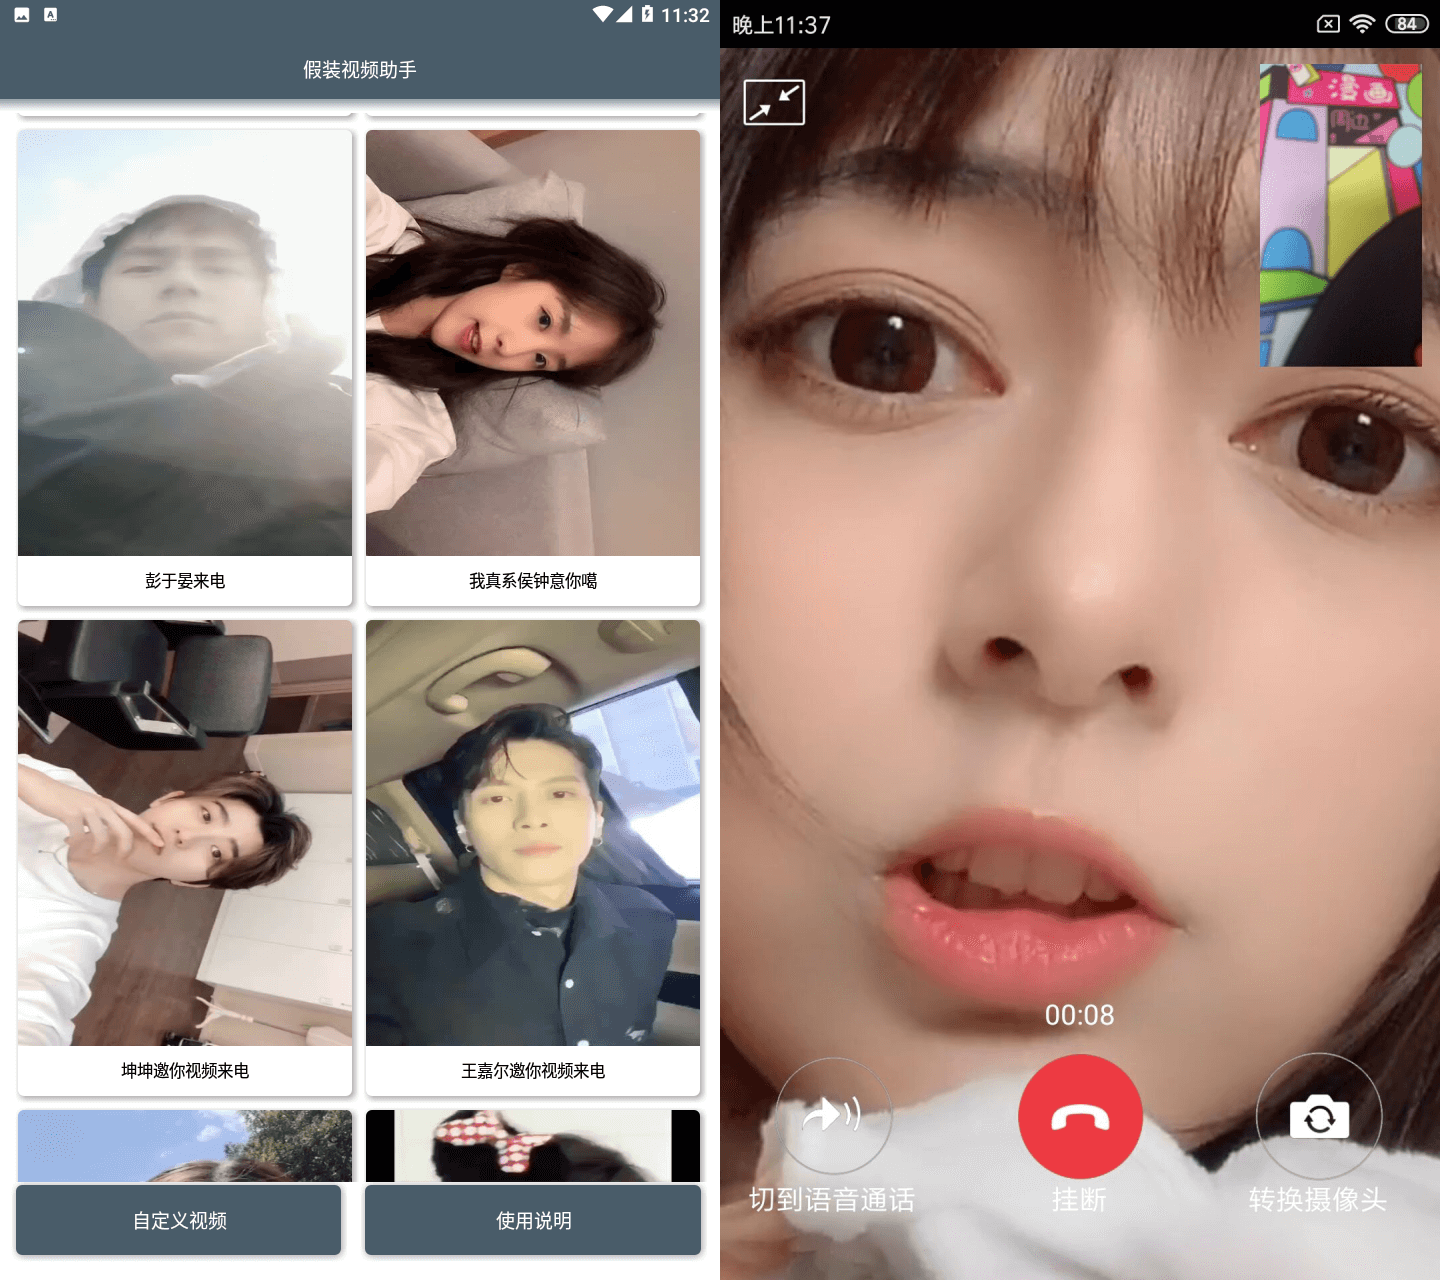 11:32
假装视频助手
彭于晏来电
我真系侯钟意你噶
坤坤邀你视频来电
王嘉尔邀你视频来电
自定义视频
使用说明
晚上11:37
84
周边
00:08
切到语音通话
挂断
转换摄像头